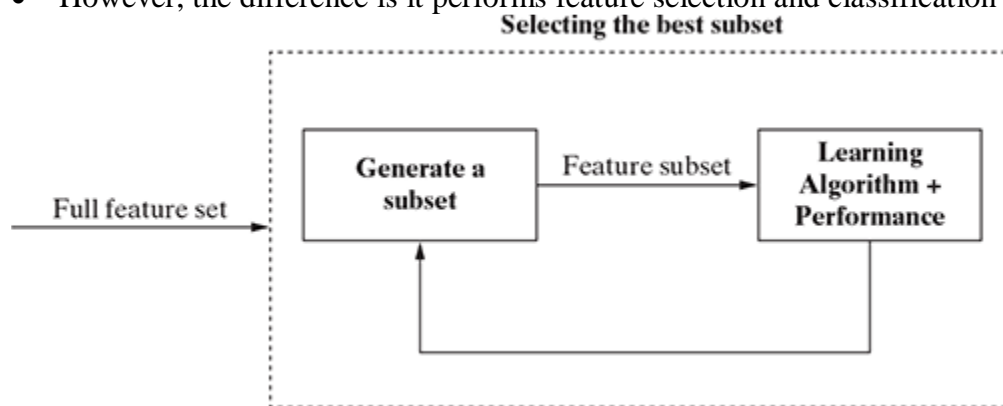 • However, the difference is it performs feature selection and classification
Selecting the best subset
Generate a
subset
Feature subset
Learning
Algorithm +
Performance
Full feature set